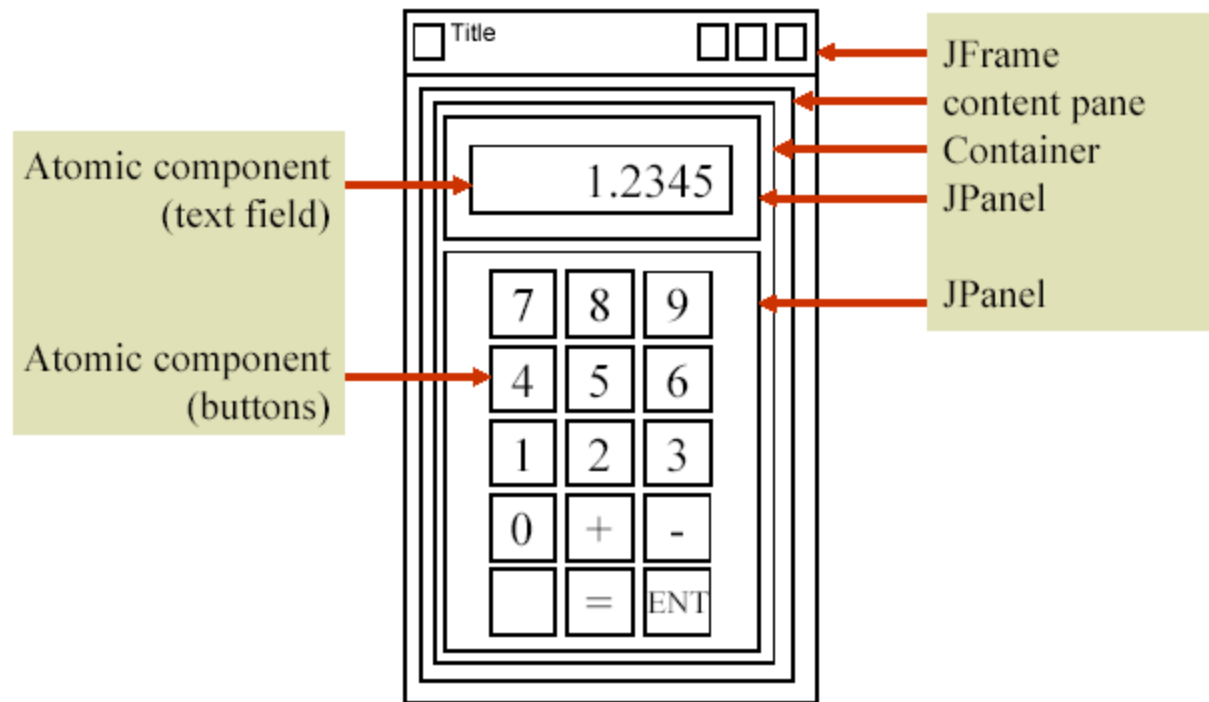 Title
JFrame
content pane
Container
JPanel
JPanel
Atomic component
(text field)
Atomic component
(buttons)
1.2345
7 8 9
4 5 6
1 2 3
0 + -
= ENT